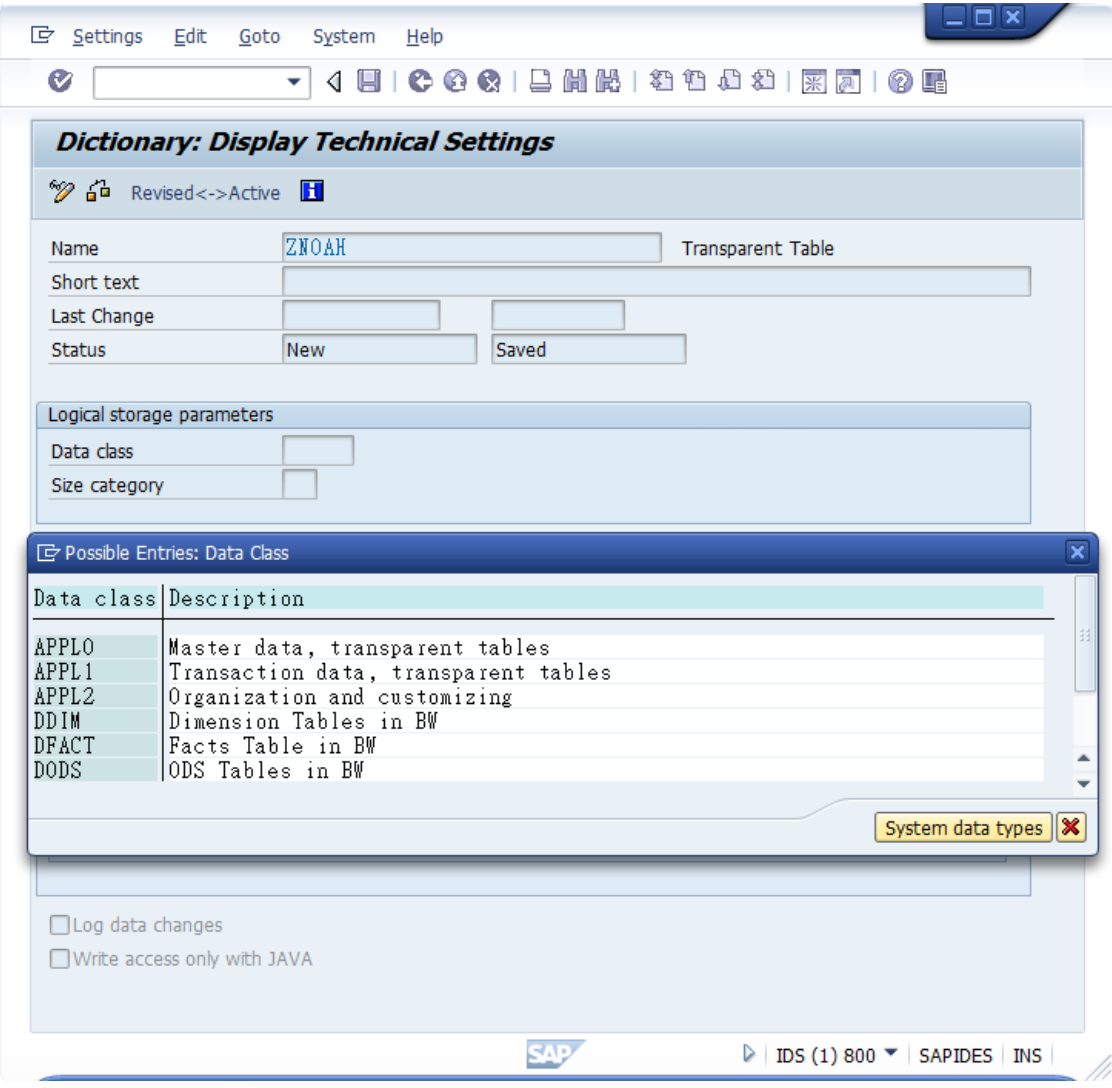 Settings Edit Goto System Help
Dictionary: Display Technical Settings
Revised<->Active
Name ZNOAH Transparent Table
Short text
Last Change
Status New Saved
Logical storage parameters
Data class
Size category
Possible Entries: Data Class
Data class Description
APPL0 Master data, transparent tables
APPL1 Transaction data, transparent tables
APPL2 Organization and customizing
DDIM Dimension Tables in BW
DFACT Facts Table in BW
DODS ODS Tables in BW
System data types
Log data changes
Write access only with JAVA
SAP IDS (1) 800 SAPIDES INS